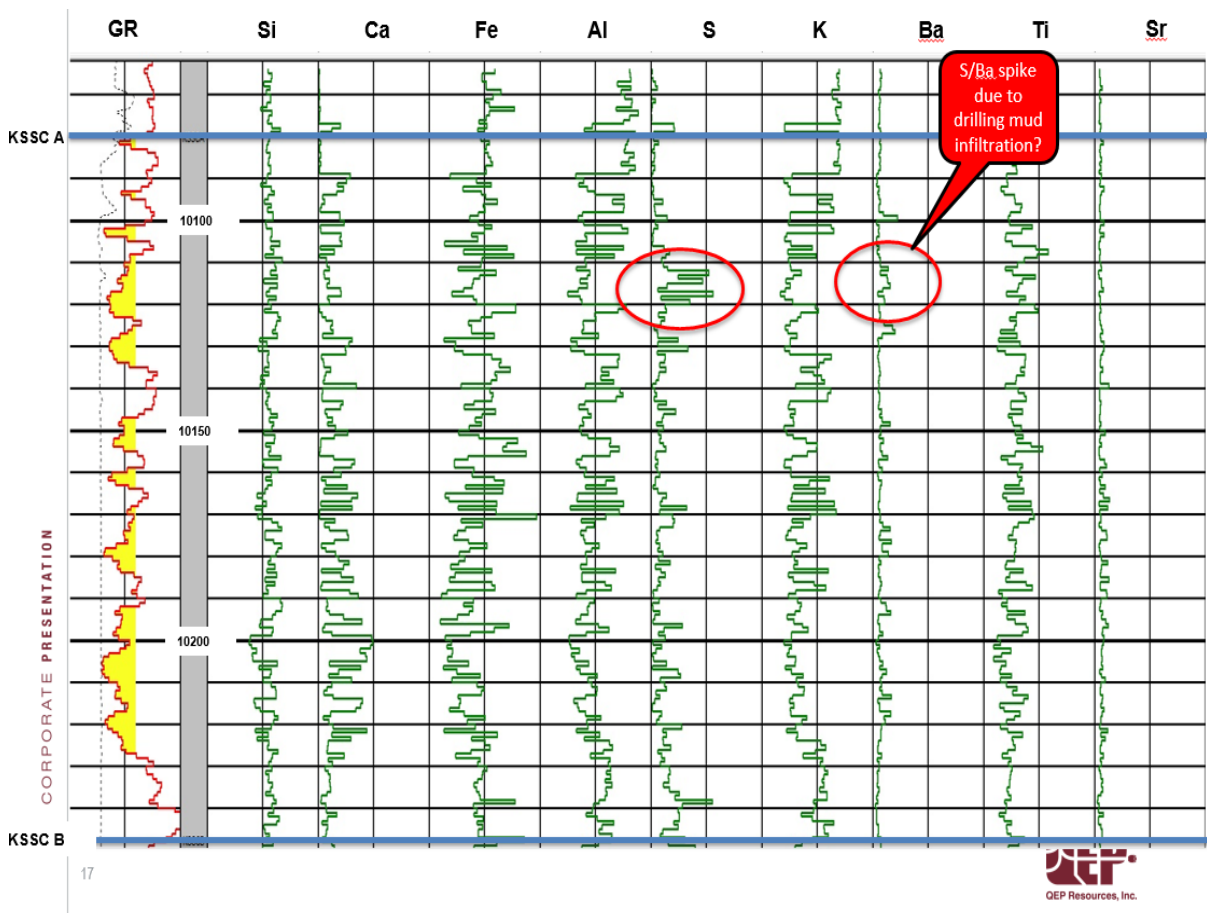 GR Si Ca Fe Al S K Ba Ti Sr
S/Ba spike
due to
drilling mud
infiltration?
KSSC A
10100
10150
10200
KSSC B
CORPORATE PRESENTATION
17
QEP
QEP Resources, Inc.